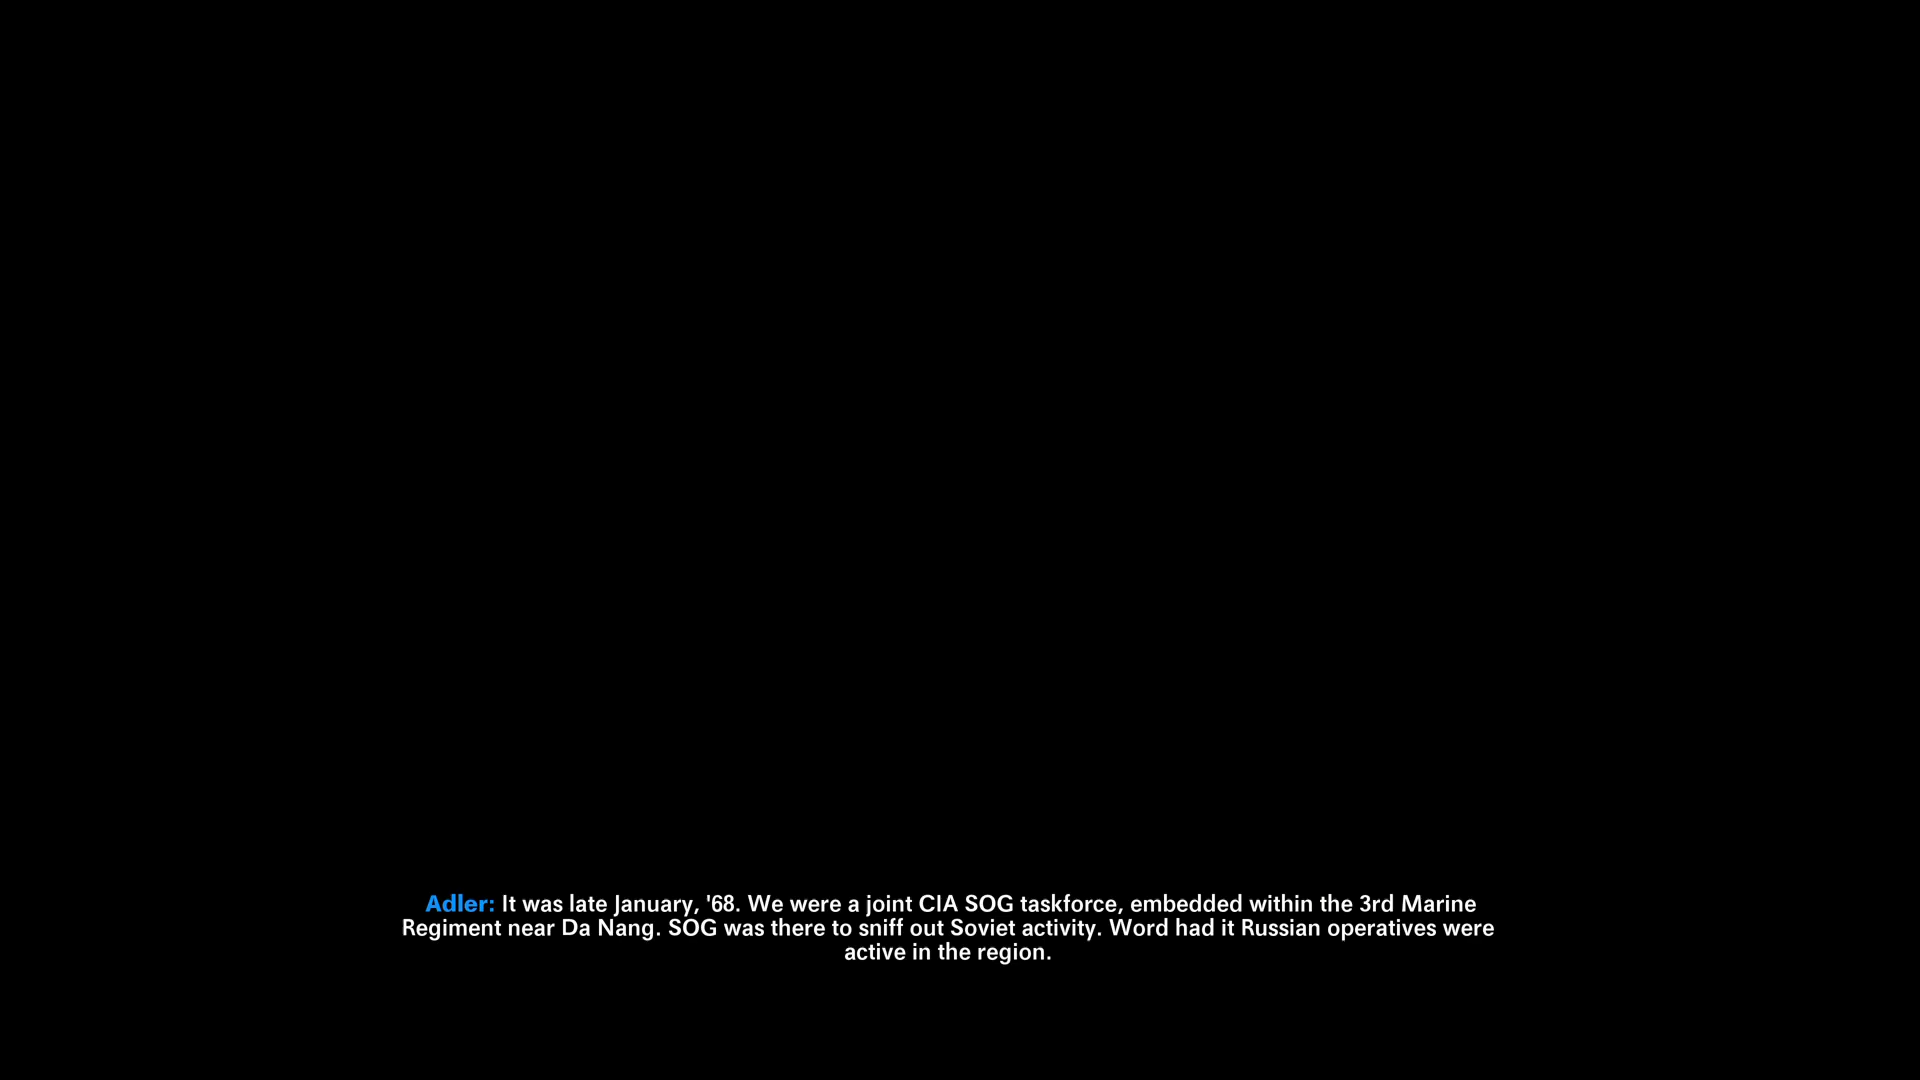 Adler: It was late January, '68. We were a joint CIA SOG taskforce, embedded within the 3rd Marine
Regiment near Da Nang. SOG was there to sniff out Soviet activity. Word had it Russian operatives were
active in the region.